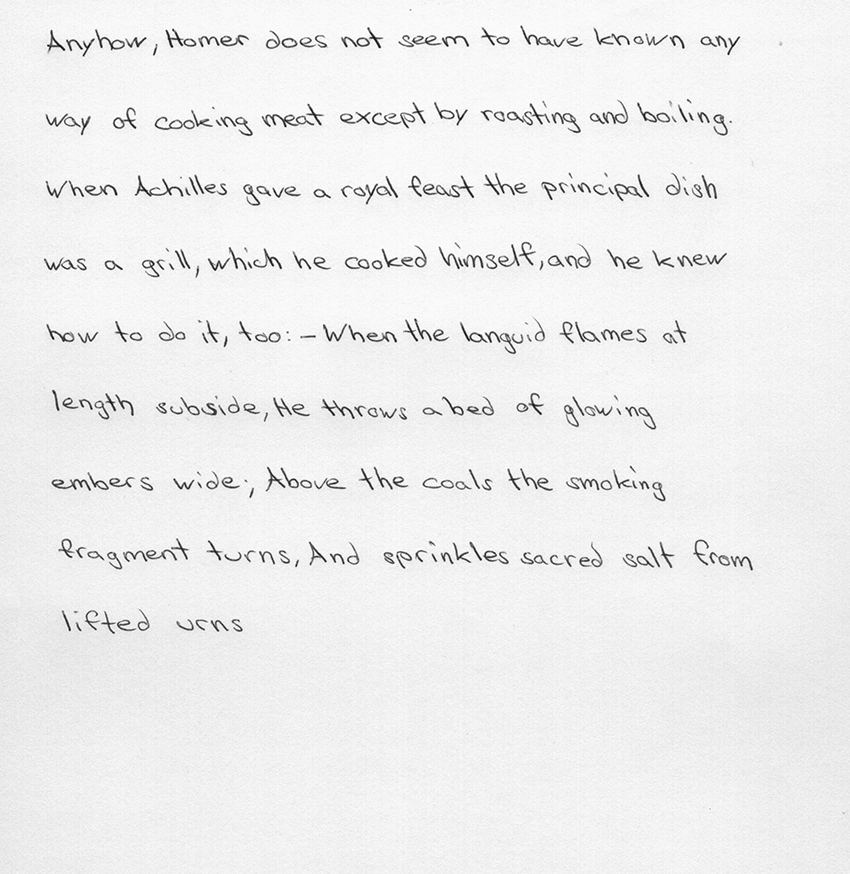 Anyhow, Homer does not seem to have known any
way of cooking meat except by roasting and boiling.
When Achilles gave a royal feast the principal dish
was a grill, which he cooked himself, and he knew
how to do it, too: - When the languid flames at
length subside, He throws a bed of glowing
embers wide;, Above the coals the smoking
fragment turns, And sprinkles sacred salt from
lifted urns